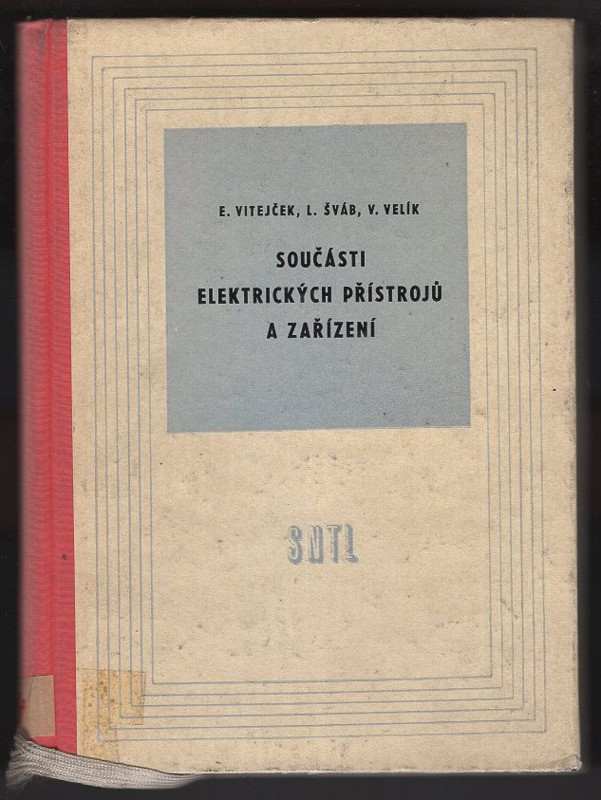 E. VITEJČEK, L. ŠVÁB, V. VELÍK
SOUČÁSTI
ELEKTRICKÝCH PŘÍSTROJŮ
A ZAŘÍZENÍ
SNTL